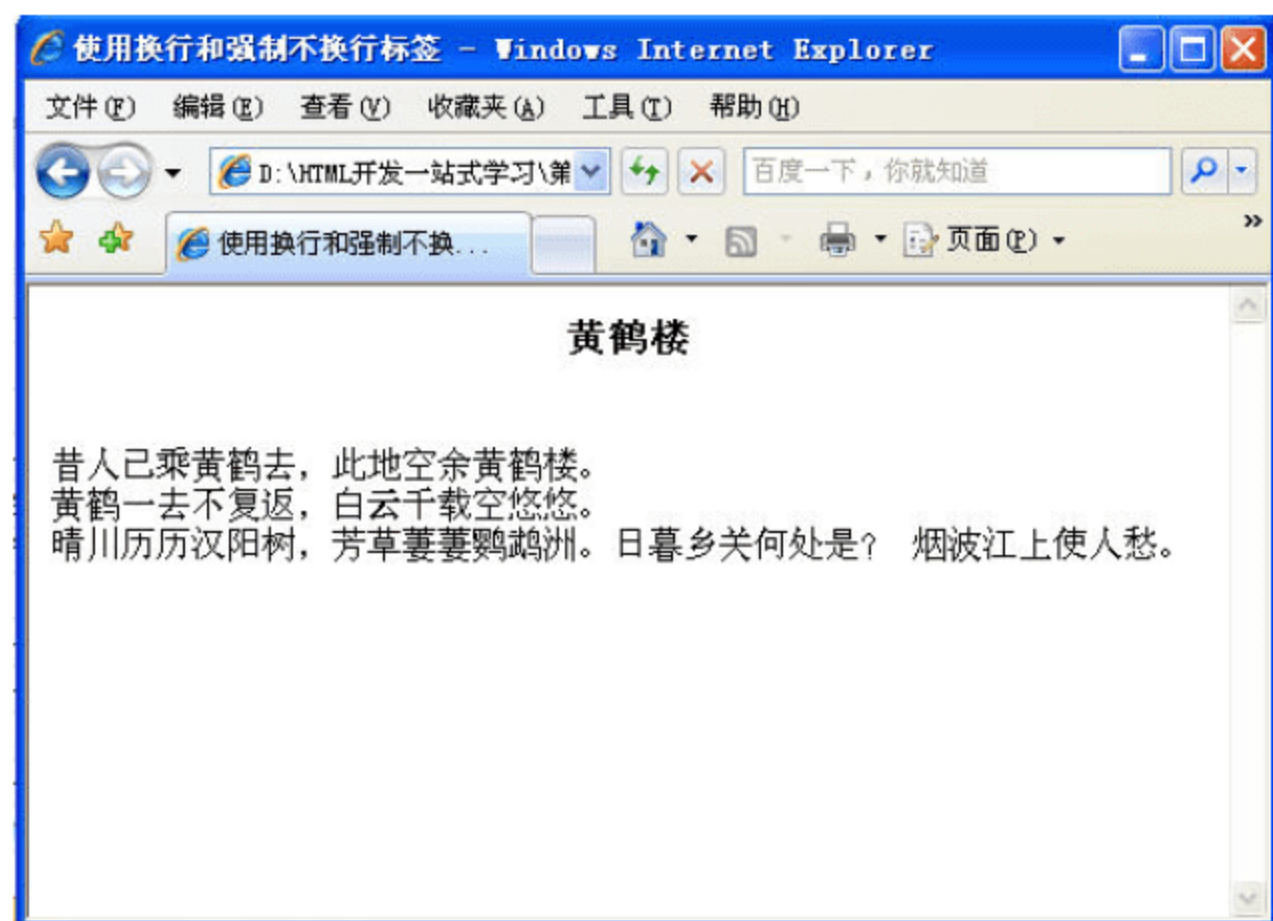 使用换行和强制不换行标签 - Windows Internet Explorer
文件(F) 编辑(E) 查看(V) 收藏夹(A) 工具(T) 帮助(H)
D:\HTML开发一站式学习\第 百度一下，你就知道
使用换行和强制不换... 页面(P) »
黄鹤楼
昔人已乘黄鹤去，此地空余黄鹤楼。
黄鹤一去不复返，白云千载空悠悠。
晴川历历汉阳树，芳草萋萋鹦鹉洲。日暮乡关何处是？ 烟波江上使人愁。